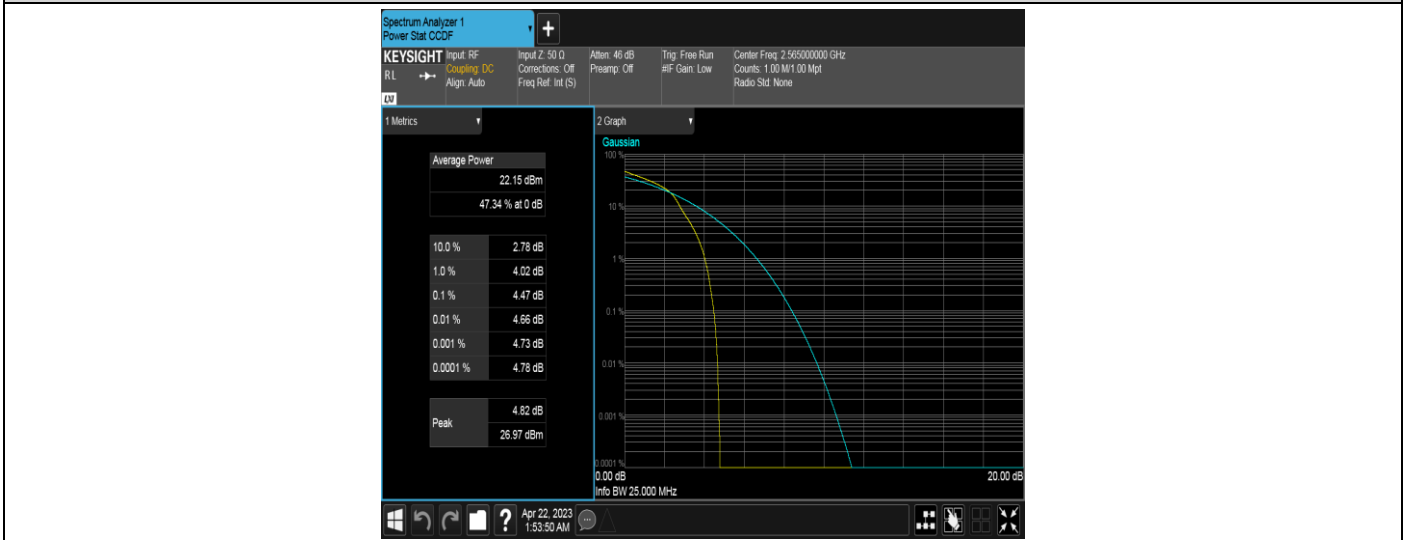 Spectrum Analyzer 1
Power Stat CCDF
+
KEYSIGHT
RL
LXI
Input: RF
Coupling: DC
Align: Auto
Input Z: 50 Ω
Corrections: Off
Freq Ref: Int (S)
Atten: 46 dB
Preamp: Off
Trig: Free Run
#IF Gain: Low
Center Freq: 2.565000000 GHz
Counts: 1.00 M/1.00 Mpt
Radio Std: None
1 Metrics
Average Power
22.15 dBm
47.34 % at 0 dB
10.0 % 2.78 dB
1.0 % 4.02 dB
0.1 % 4.47 dB
0.01 % 4.66 dB
0.001 % 4.73 dB
0.0001 % 4.78 dB
Peak
4.82 dB
26.97 dBm
2 Graph
Gaussian
100 %
10 %
1 %
0.1 %
0.01 %
0.001 %
0.0001 %
0.00 dB 20.00 dB
Info BW 25.000 MHz
?
Apr 22, 2023
1:53:50 AM